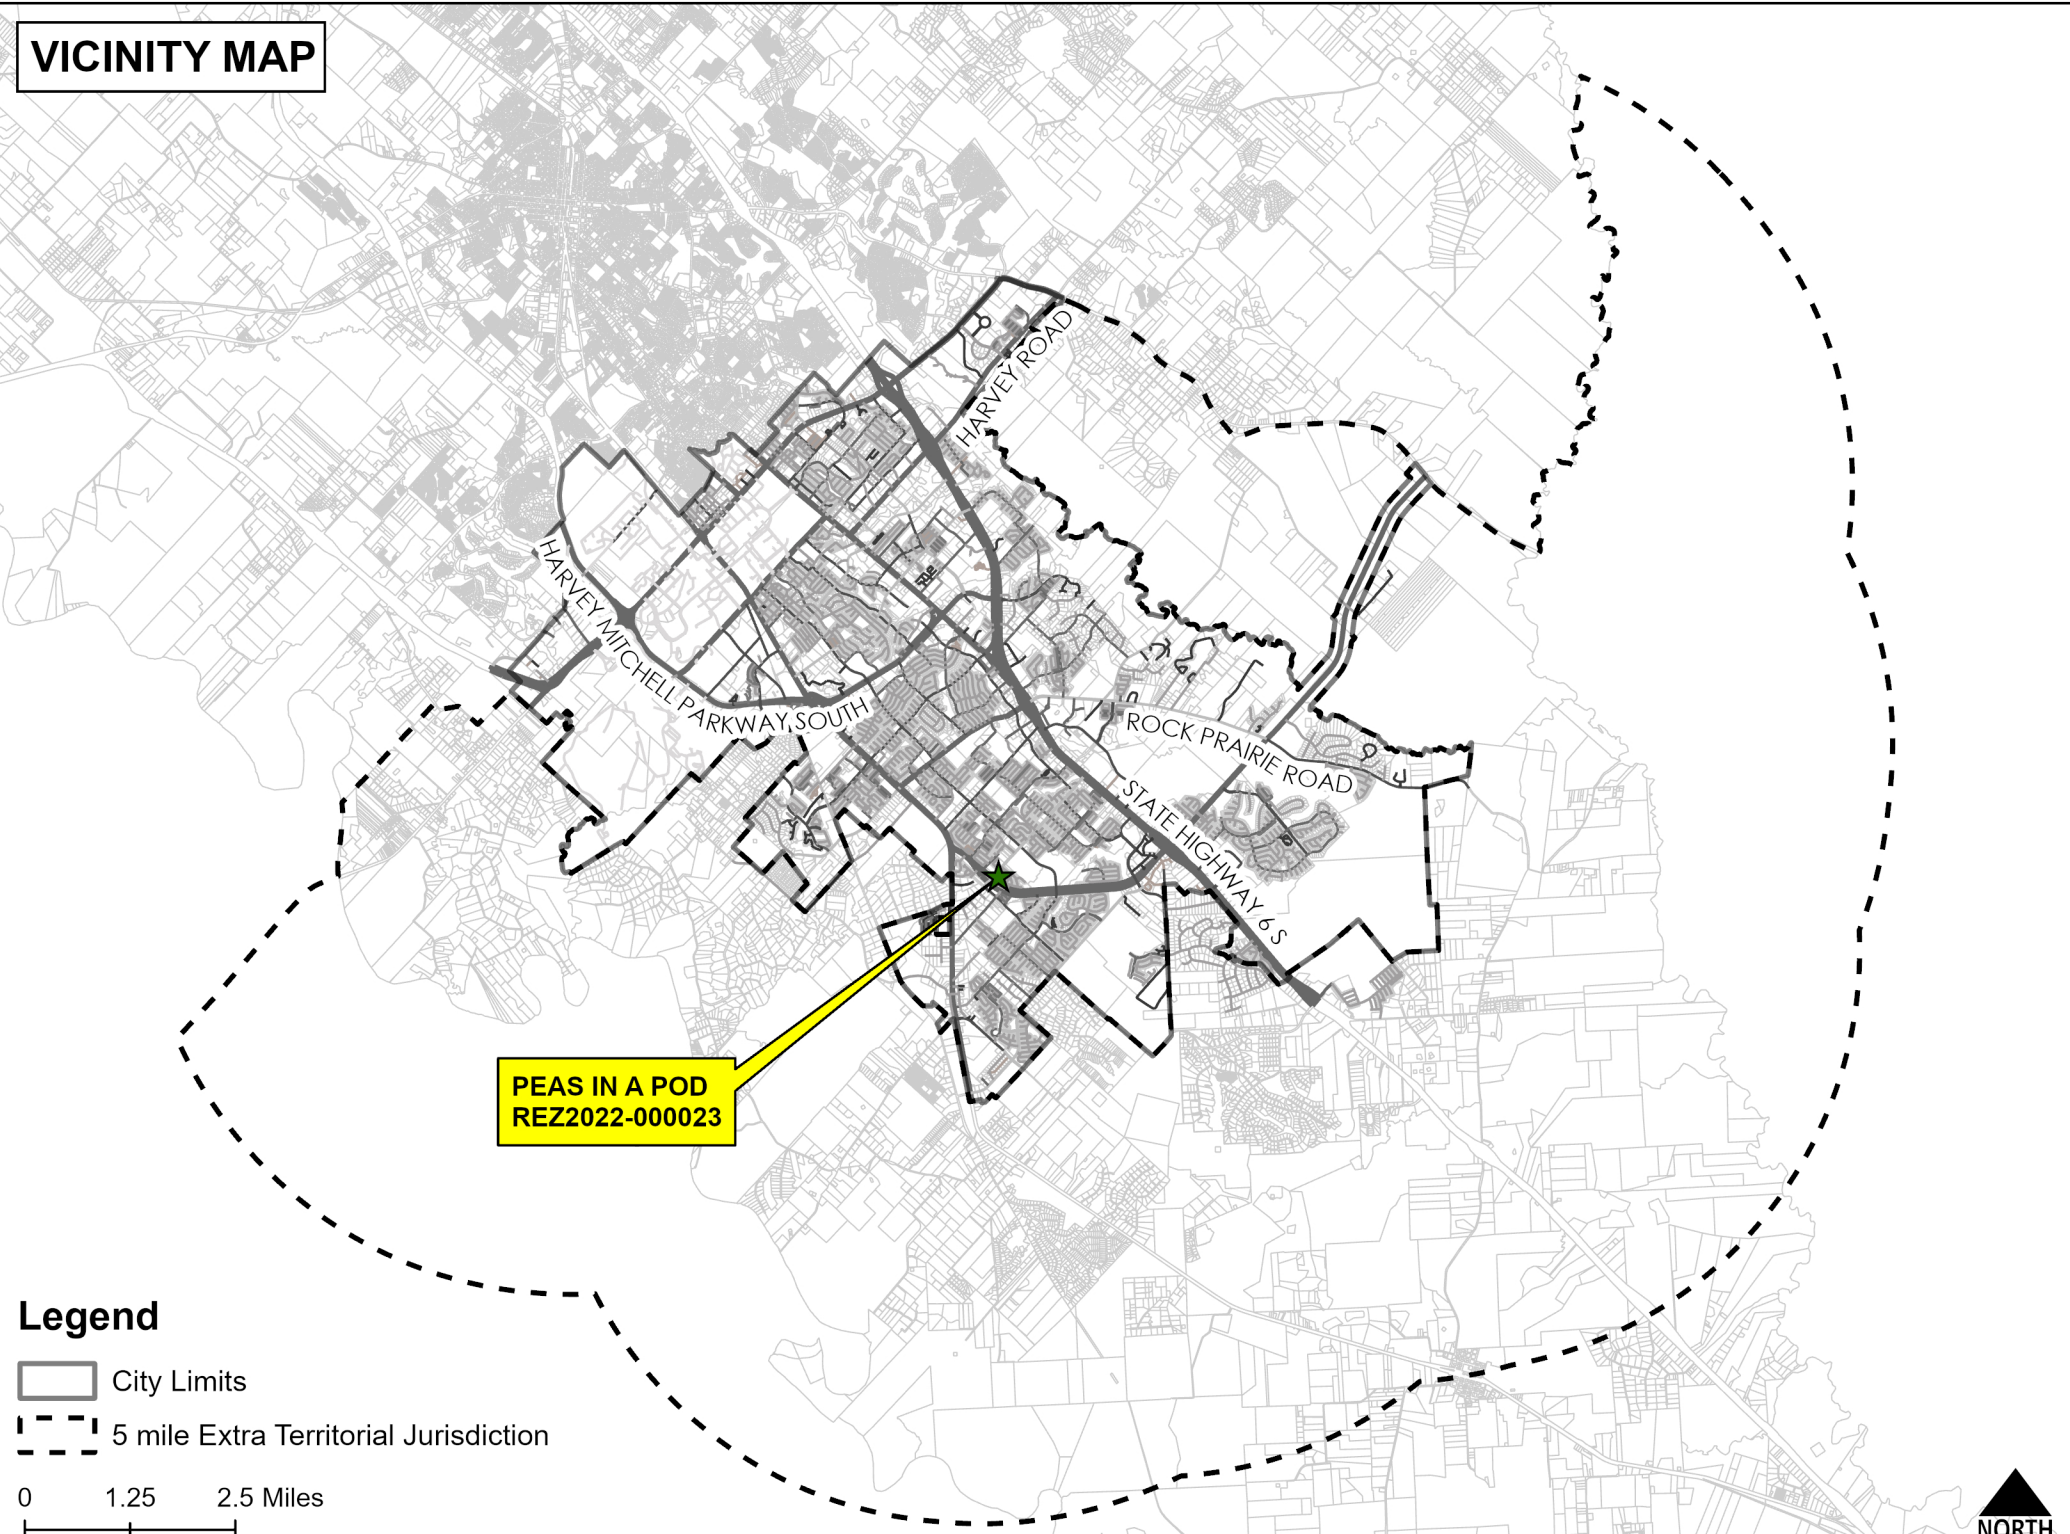 VICINITY MAP
HARVEY ROAD
HARVEY MITCHELL PARKWAY SOUTH
ROCK PRAIRIE ROAD
STATE HIGHWAY 6 S
PEAS IN A POD
REZ2022-000023
Legend
City Limits
5 mile Extra Territorial Jurisdiction
0 1.25 2.5 Miles
NORTH